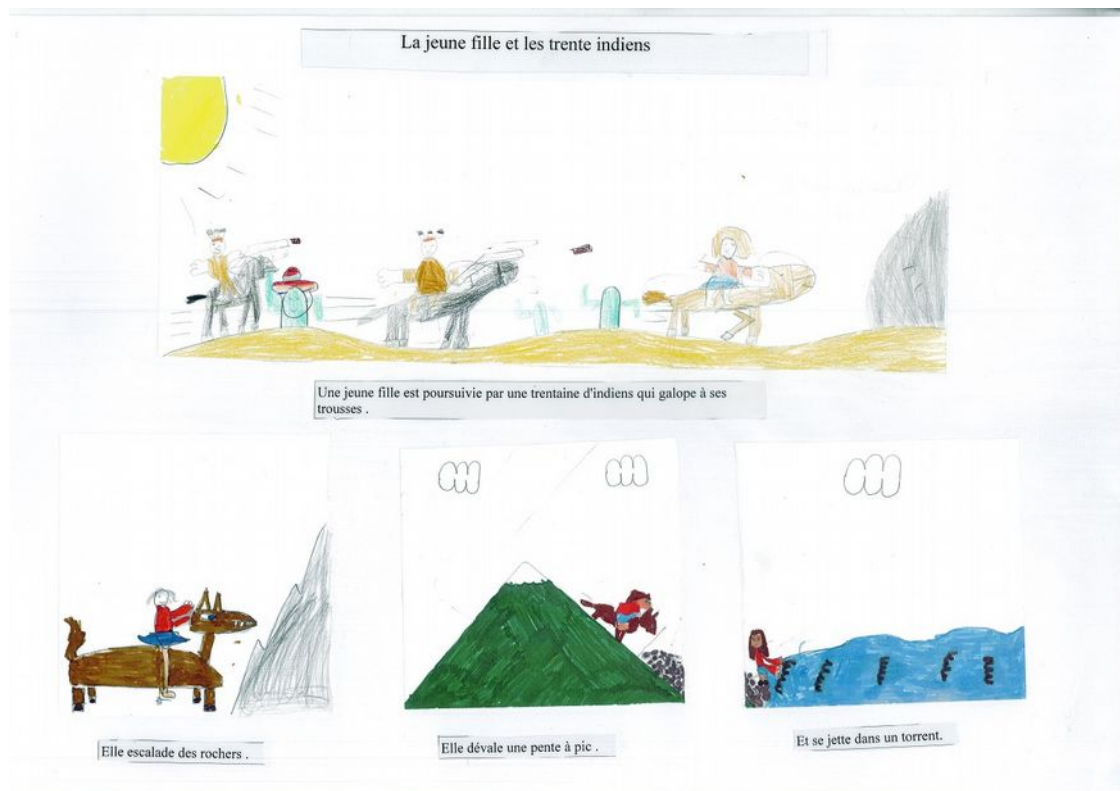 La jeune fille et les trente indiens
Une jeune fille est poursuivie par une trentaine d'indiens qui galope à ses
trousses .
Elle escalade des rochers .
Elle dévale une pente à pic .
Et se jette dans un torrent.